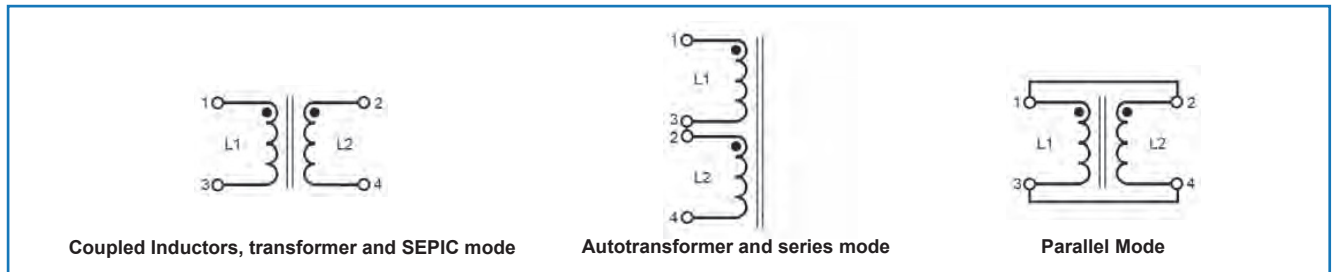 1 2
L1 L2
3 4
Coupled Inductors, transformer and SEPIC mode
1
L1
3
2
L2
4
Autotransformer and series mode
1 2
L1 L2
3 4
Parallel Mode